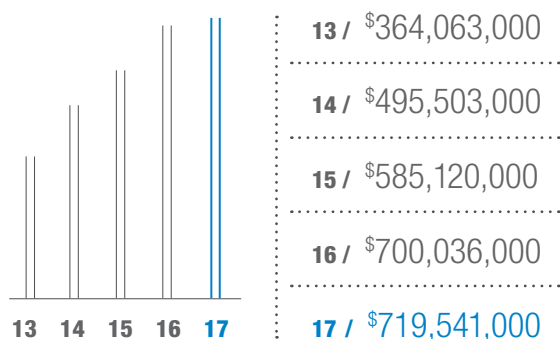 13 14 15 16 17
13 / $364,063,000
14 / $495,503,000
15 / $585,120,000
16 / $700,036,000
17 / $719,541,000